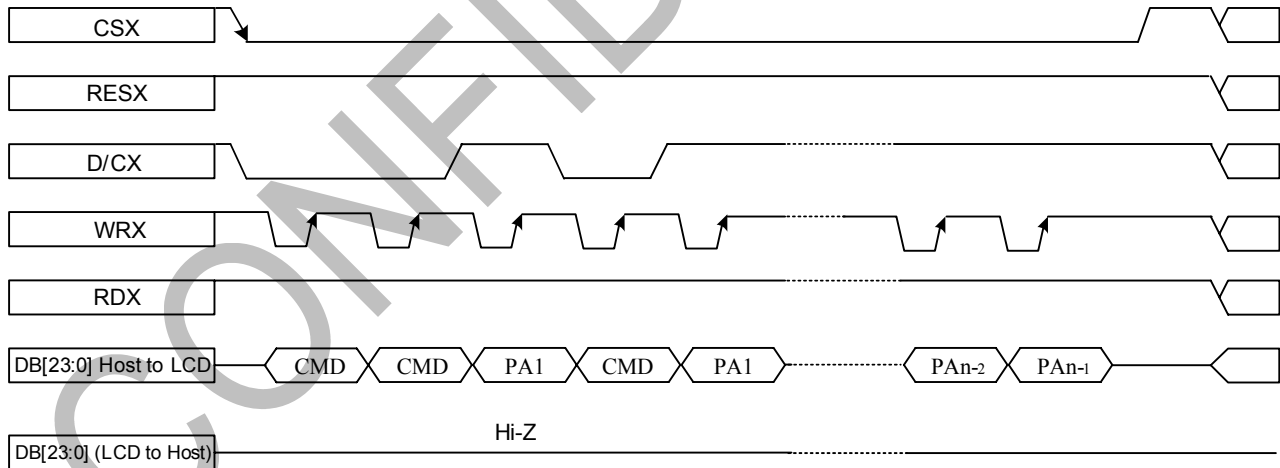 CSX
RESX
D/CX
WRX
RDX
DB[23:0] Host to LCD CMD CMD PA1 CMD PA1 PAn-2 PAn-1
Hi-Z
DB[23:0] (LCD to Host)
CONFID